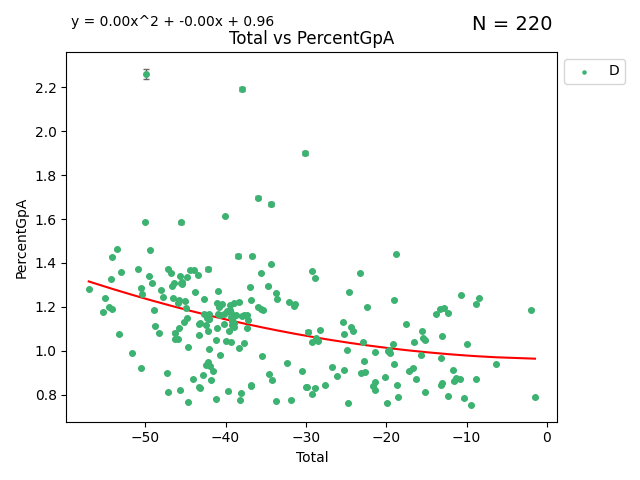 y = 0.00x^2 + -0.00x + 0.96
N = 220
Total vs PercentGpA
D
PercentGpA
2.2
2.0
1.8
1.6
1.4
1.2
1.0
0.8
−50 −40 −30 −20 −10 0
Total